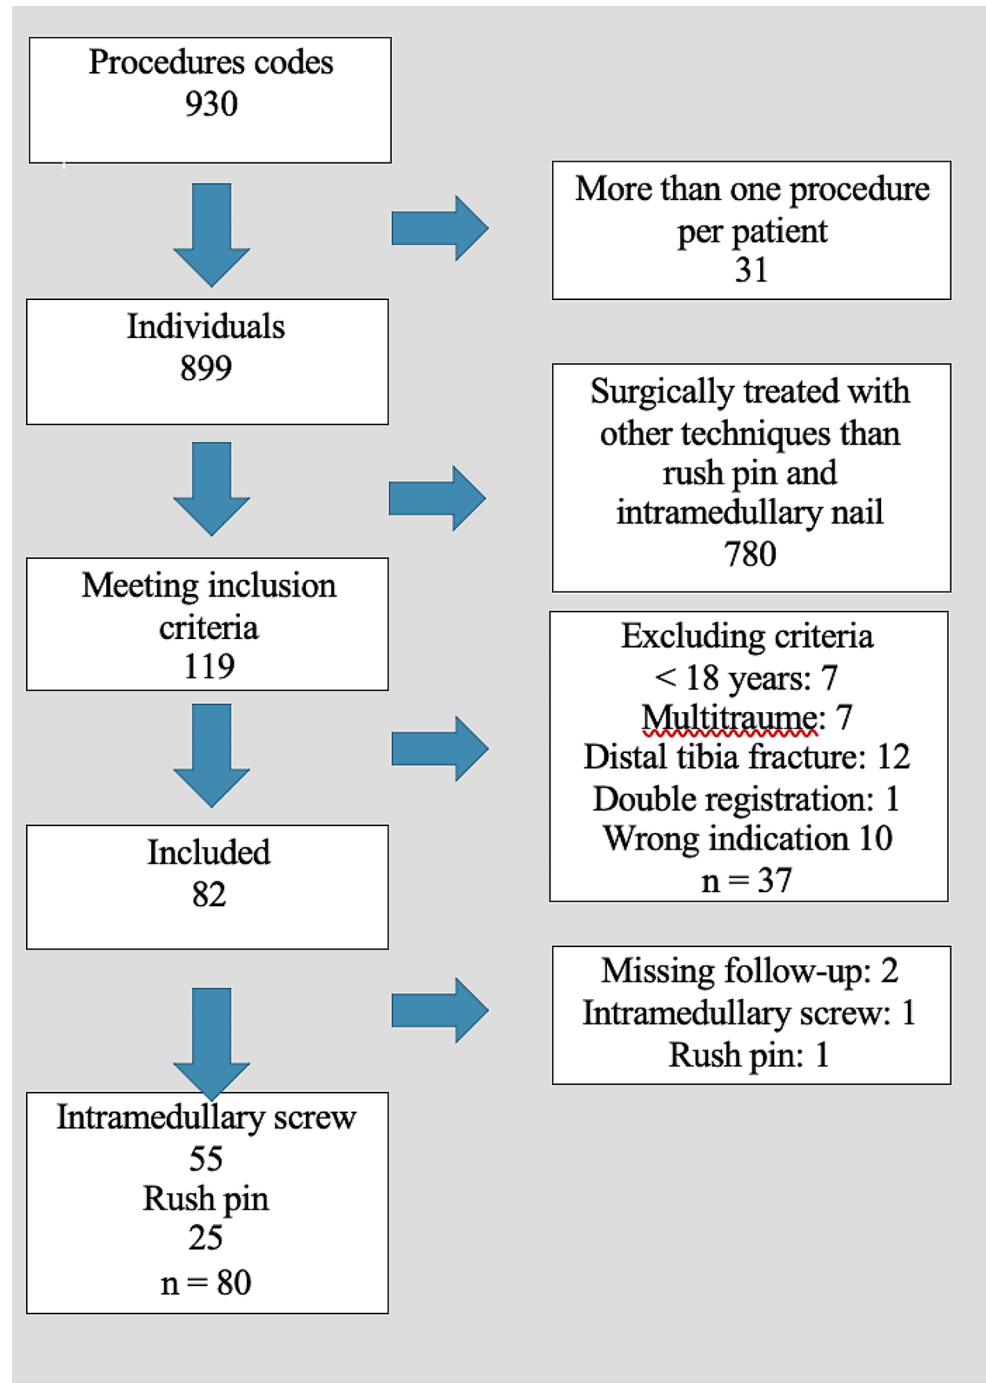 Procedures codes
930
More than one procedure
per patient
31
Individuals
899
Surgically treated with
other techniques than
rush pin and
intramedullary nail
780
Meeting inclusion
criteria
119
Excluding criteria
< 18 years: 7
Multitraume: 7
Distal tibia fracture: 12
Double registration: 1
Wrong indication 10
n = 37
Included
82
Missing follow-up: 2
Intramedullary screw: 1
Rush pin: 1
Intramedullary screw
55
Rush pin
25
n = 80